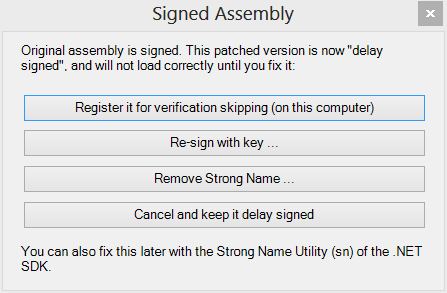 Signed Assembly
Original assembly is signed. This patched version is now "delay
signed", and will not load correctly until you fix it:
Register it for verification skipping (on this computer)
Re-sign with key ...
Remove Strong Name ...
Cancel and keep it delay signed
You can also fix this later with the Strong Name Utility (sn) of the .NET
SDK.